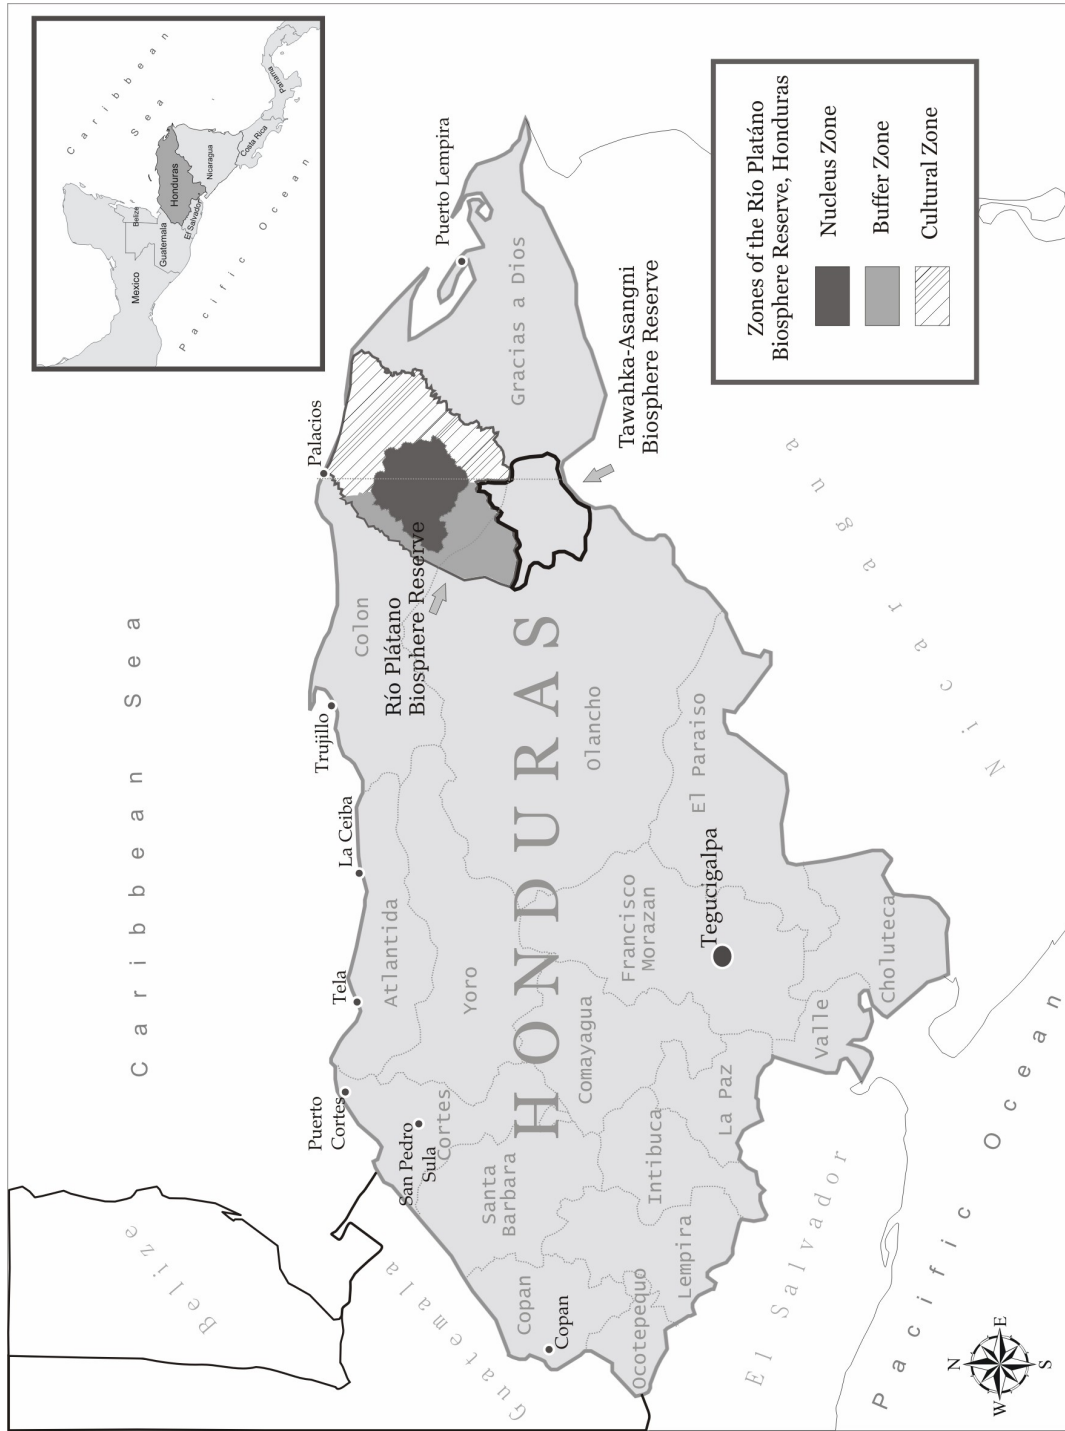 Caribbean
Sea
Mexico
Belize
Guatemala
Honduras
El Salvador
Nicaragua
Costa Rica
Panama
Pacific Ocean
Caribbean Sea
Belize
Guatemala
Puerto
Cortes
Tela
La Ceiba
Trujillo
Palacios
Puerto Lempira
San Pedro
Sula
Cortes
Atlantida
Colon
Yoro
Río Plátano
Biosphere Reserve
Gracias a Dios
Santa
Barbara
Copan
Copan
HONDURAS
Olancho
Tawahka-Asangni
Biosphere Reserve
Comayagua
Francisco
Morazan
El Paraiso
Tegucigalpa
Ocotepequo
Lempira
Intibuca
La Paz
Valle
Choluteca
El Salvador
Nicaragua
Pacific Ocean
Zones of the Río Platáno
Biosphere Reserve, Honduras
Nucleus Zone
Buffer Zone
Cultural Zone
N
W
E
S